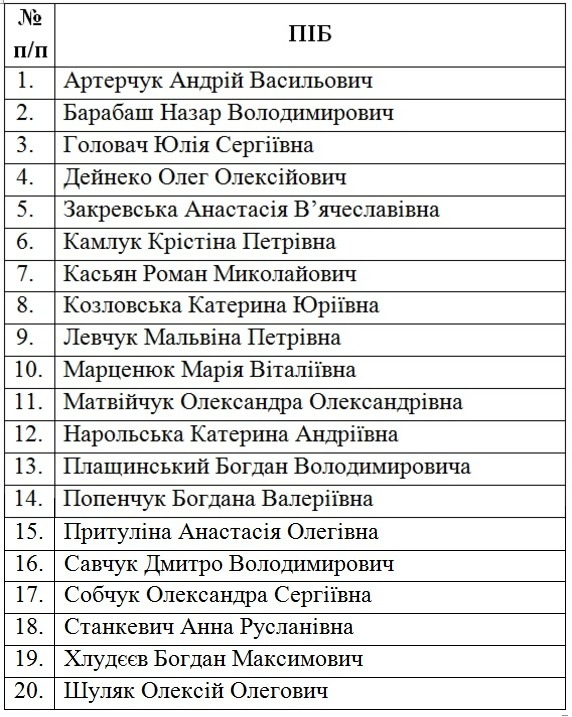 №
п/п
ПІБ
1. Артерчук Андрій Васильович
2. Барабаш Назар Володимирович
3. Головач Юлія Сергіївна
4. Дейнеко Олег Олексійович
5. Закревська Анастасія В’ячеславівна
6. Камлук Крістіна Петрівна
7. Касьян Роман Миколайович
8. Козловська Катерина Юріївна
9. Левчук Мальвіна Петрівна
10. Марценюк Марія Віталіївна
11. Матвійчук Олександра Олександрівна
12. Нарольська Катерина Андріївна
13. Плащинський Богдан Володимировича
14. Попенчук Богдана Валеріївна
15. Притуліна Анастасія Олегівна
16. Савчук Дмитро Володимирович
17. Собчук Олександра Сергіївна
18. Станкевич Анна Русланівна
19. Хлудєєв Богдан Максимович
20. Шуляк Олексій Олегович